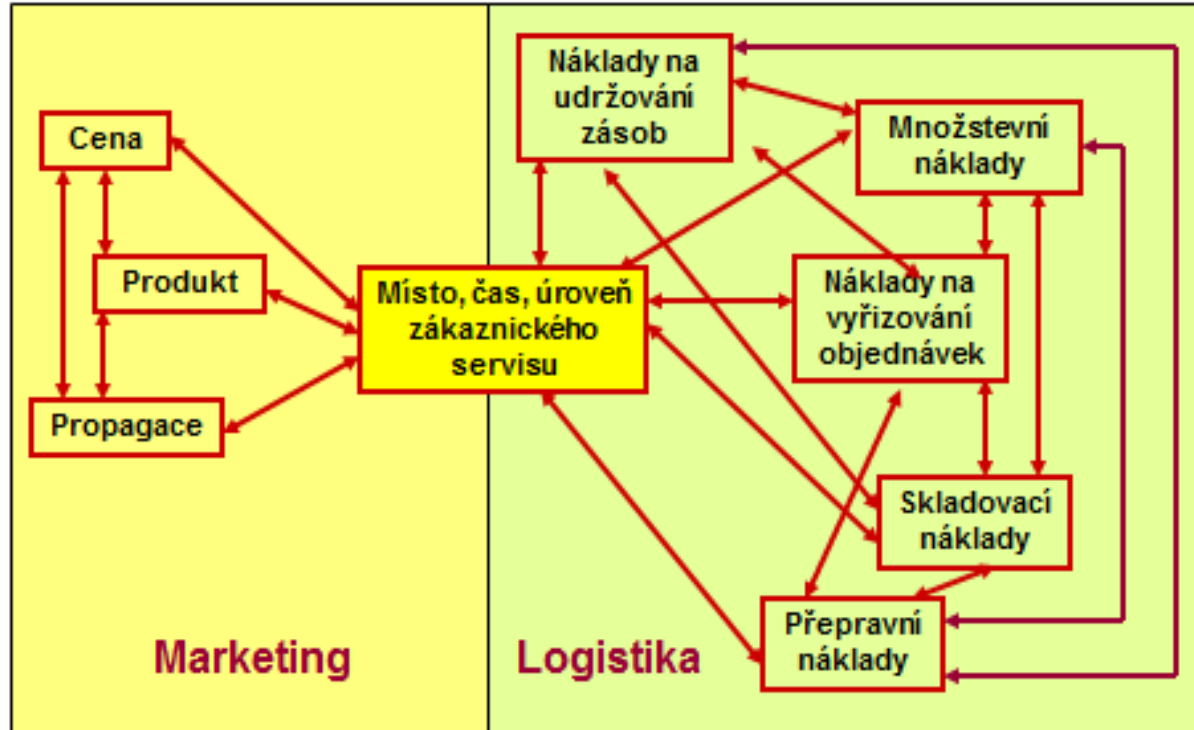 Cena
Produkt
Propagace
Místo, čas, úroveň
zákaznického
servisu
Náklady na
udržování
zásob
Množstevní
náklady
Náklady na
vyřizování
objednávek
Skladovací
náklady
Přepravní
náklady
Marketing
Logistika